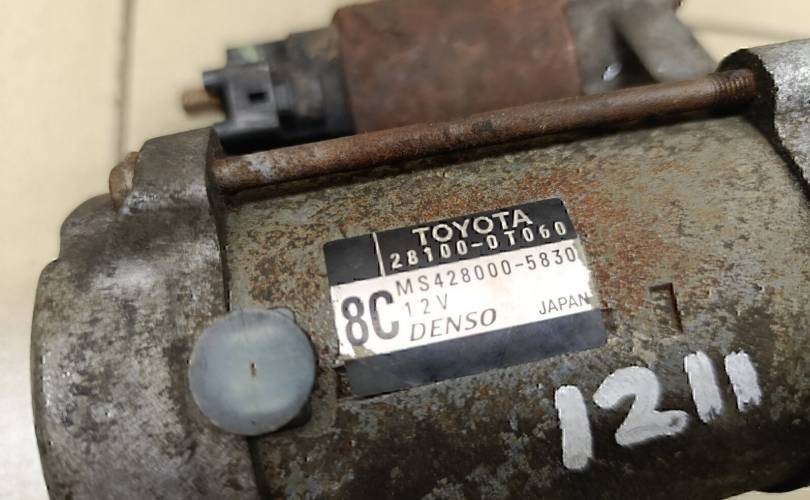 TOYOTA
28100-0T060
MS428000-5830
8C
12V
DENSO JAPAN
1211